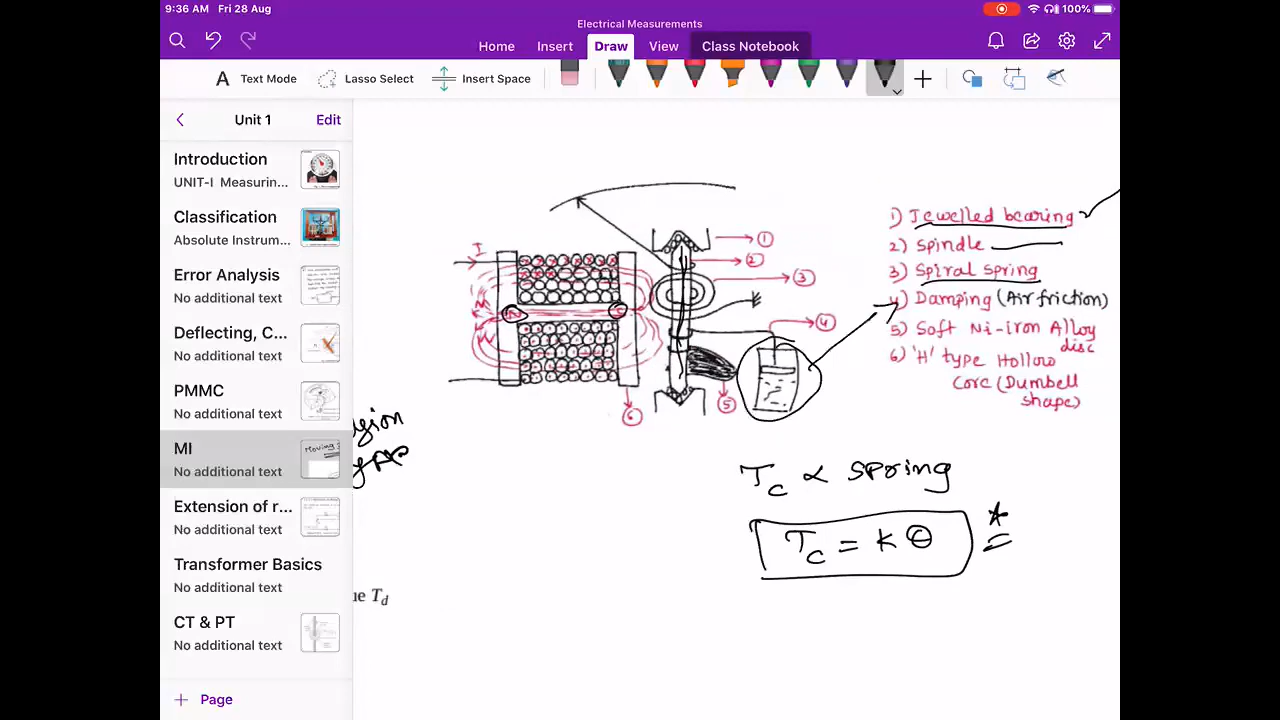 9:36 AM Fri 28 Aug
100%
Electrical Measurements
Home Insert Draw View Class Notebook
A Text Mode Lasso Select Insert Space
Unit 1
Edit
Introduction
UNIT-I Measurin...
Classification
Absolute Instrum...
Error Analysis
No additional text
Deflecting, C...
No additional text
PMMC
No additional text
MI
No additional text
Extension of r...
No additional text
Transformer Basics
No additional text
CT & PT
No additional text
+ Page
I
N
S
1
2
3
4
5
6
1) Jewelled bearing
2) Spindle
3) Spiral spring
4) Damping (Air friction)
5) Soft Ni-iron Alloy
disc
6) 'H' type Hollow
Core (Dumbell
shape)
Tc ∝ spring
Tc = K θ
ue Td